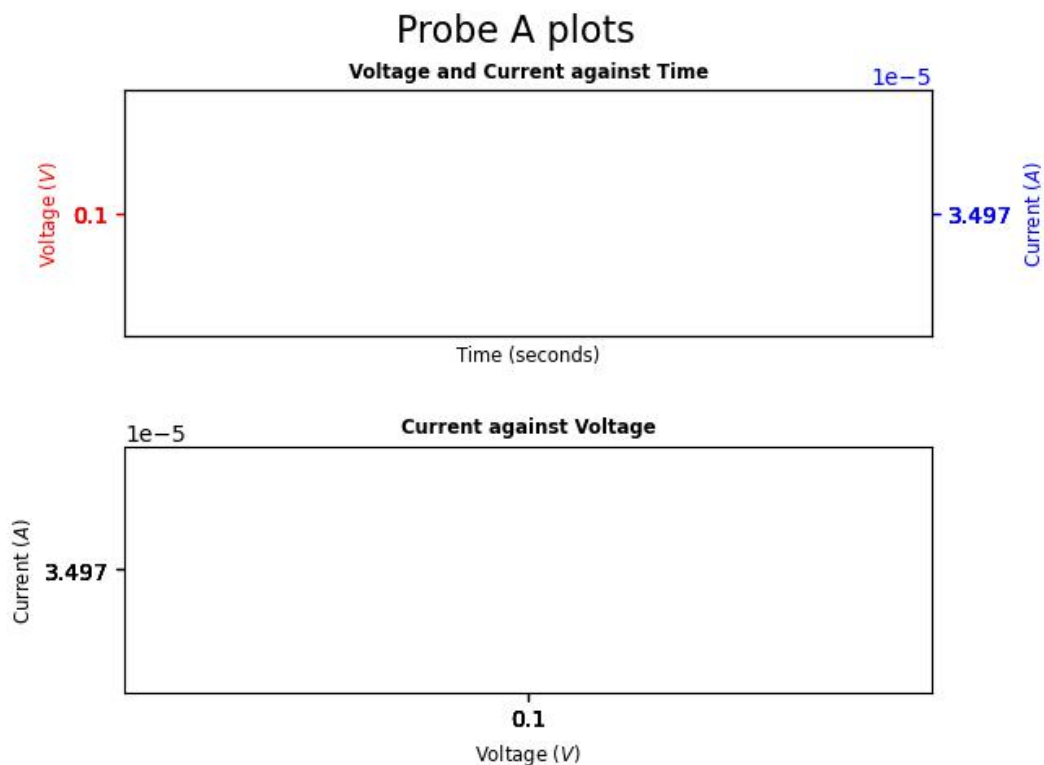 Probe A plots
Voltage and Current against Time
1e−5
Voltage (V)
0.1
3.497
Current (A)
Time (seconds)
Current against Voltage
1e−5
Current (A)
3.497
0.1
Voltage (V)